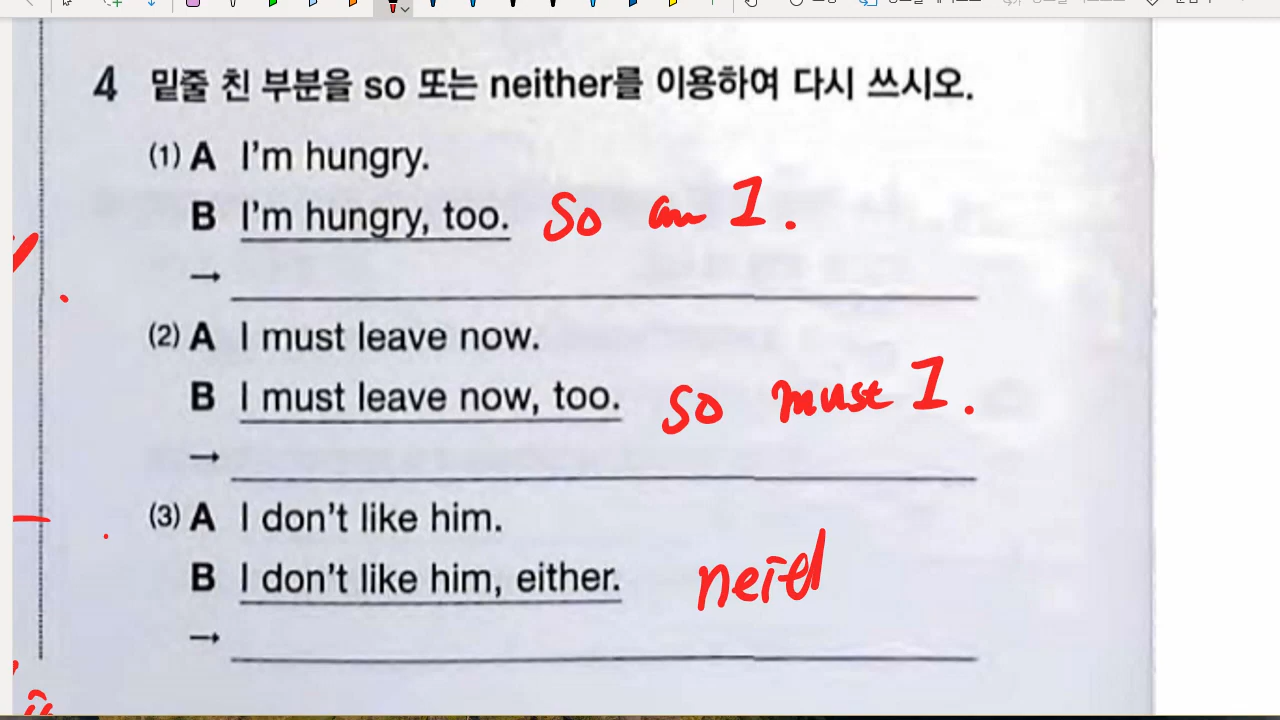 4 밑줄 친 부분을 so 또는 neither를 이용하여 다시 쓰시오.
(1) A I'm hungry.
B I'm hungry, too. So am I.
→
(2) A I must leave now.
B I must leave now, too. so must I.
→
(3) A I don't like him.
B I don't like him, either. neith
→